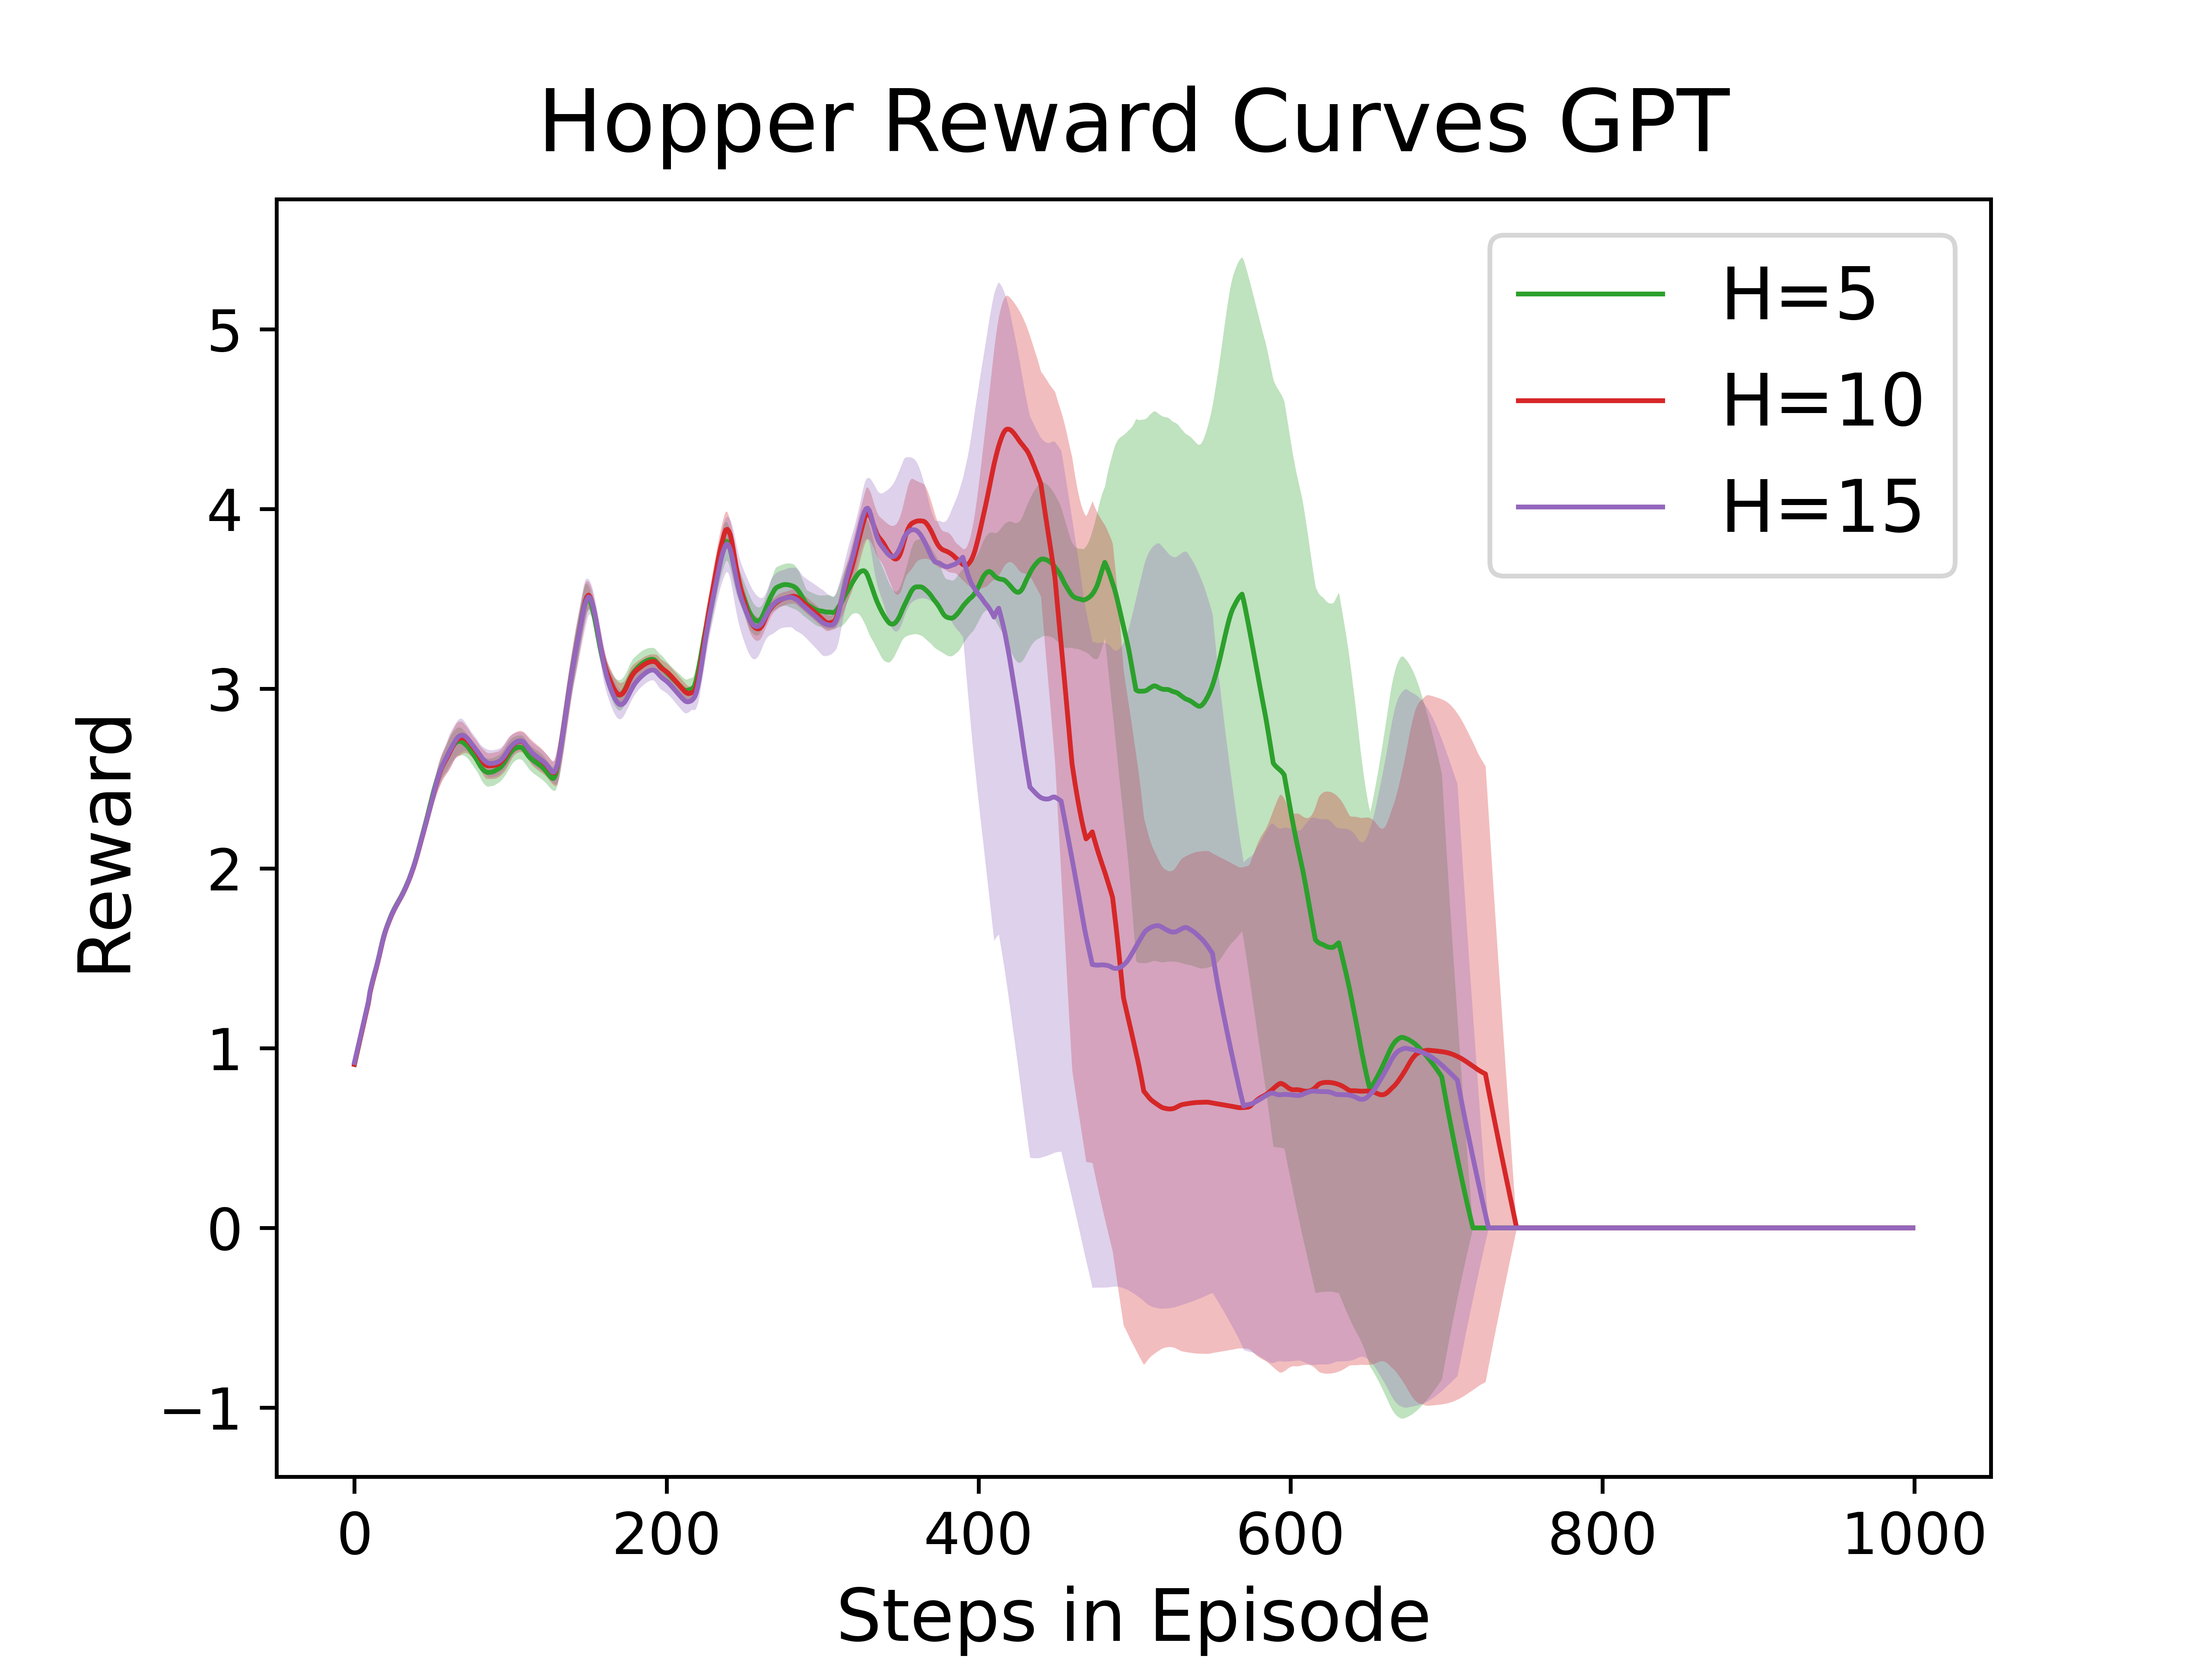 Hopper Reward Curves GPT
H=5
H=10
H=15
Reward
5
4
3
2
1
0
−1
0 200 400 600 800 1000
Steps in Episode